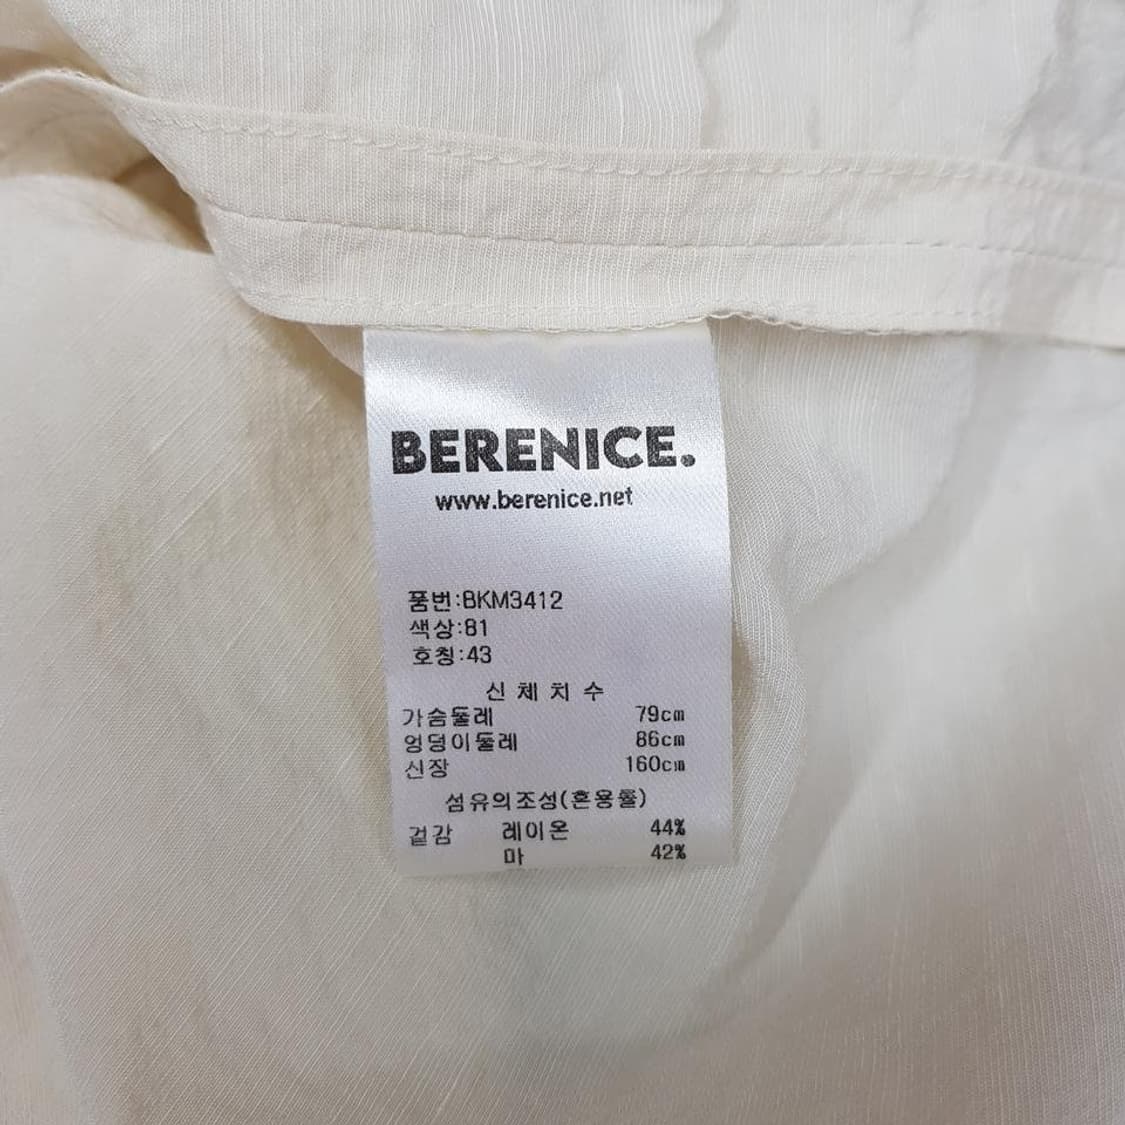 BERENICE.
www.berenice.net
품번:BKM3412
색상:81
호칭:43
신체치수
가슴둘레 79cm
엉덩이둘레 86cm
신장 160cm
섬유의조성(혼용률)
겉감 레이온 44%
마 42%